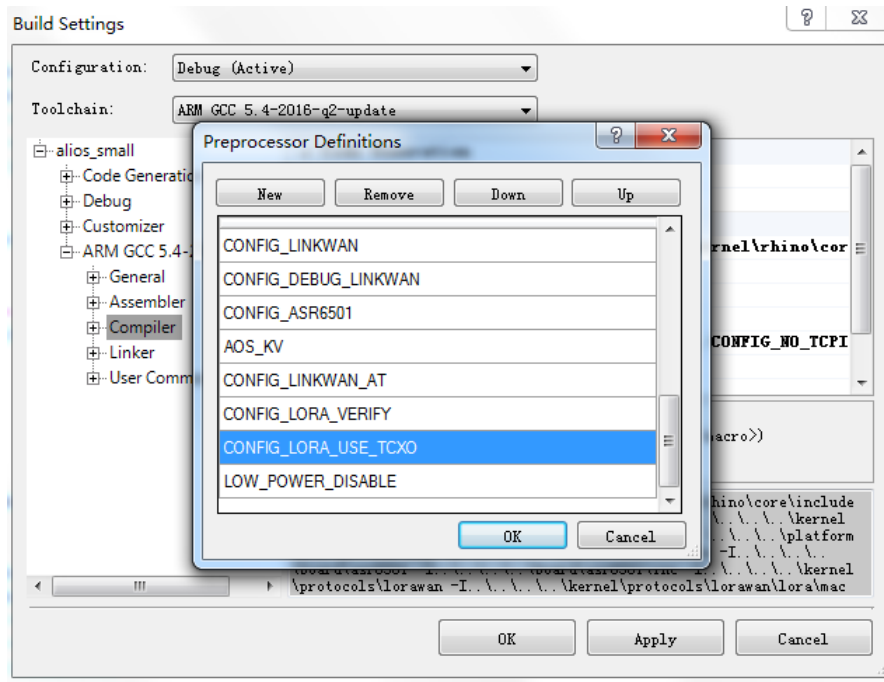 Build Settings
Configuration: Debug (Active)
Toolchain: ARM GCC 5.4-2016-q2-update
alios_small
Code Generatio
Debug
Customizer
ARM GCC 5.4-
General
Assembler
Compiler
Linker
User Comm
Preprocessor Definitions
New Remove Down Up
CONFIG_LINKWAN
CONFIG_DEBUG_LINKWAN
CONFIG_ASR6501
AOS_KV
CONFIG_LINKWAN_AT
CONFIG_LORA_VERIFY
CONFIG_LORA_USE_TCXO
LOW_POWER_DISABLE
OK Cancel
rnel\rhino\cor
CONFIG_NO_TCPI
acro>)
hino\core\include
\..\..\..\kernel
..\..\..\platform
-I..\..\..\..
\..\..\..\kernel
\protocols\lorawan -I..\..\..\..\kernel\protocols\lorawan\lora\mac
OK Apply Cancel